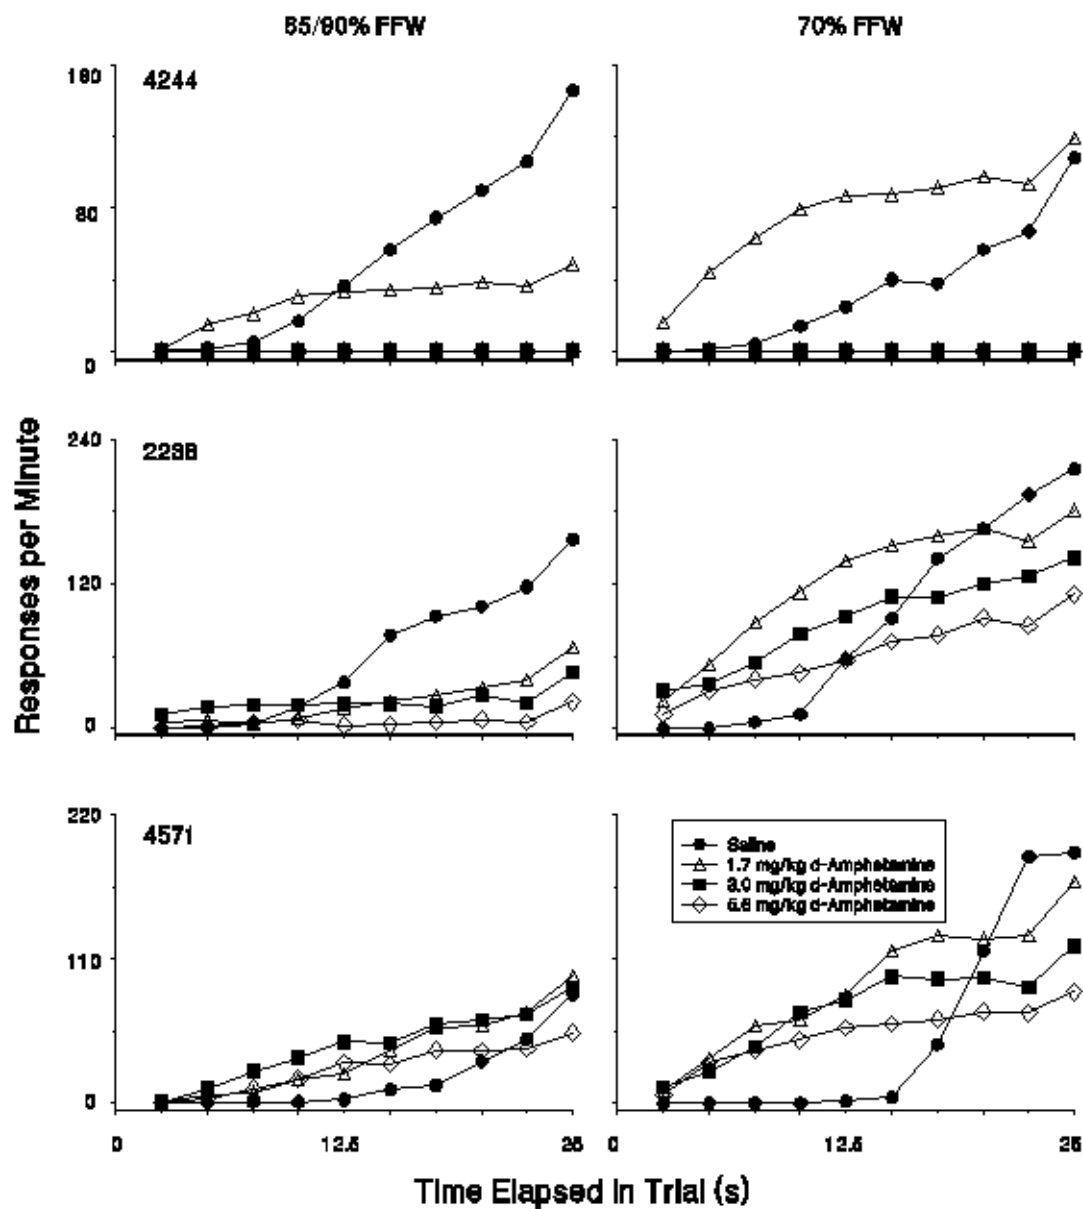 85/90% FFW
70% FFW
160
4244
80
0
Responses per Minute
240
120
0
220
4571
Saline
1.7 mg/kg d-Amphetamine
3.0 mg/kg d-Amphetamine
5.6 mg/kg d-Amphetamine
110
0
0 12.5 0 12.5 25
Time Elapsed in Trial (s)